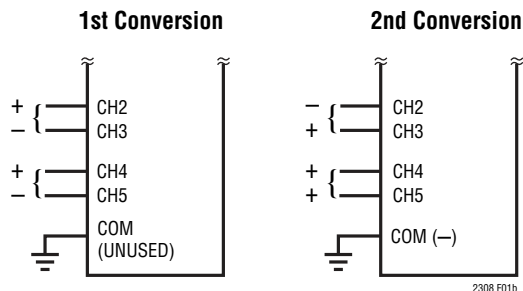 1st Conversion
+ { CH2
– CH3
+ { CH4
– CH5
COM
(UNUSED)
2nd Conversion
– { CH2
+ CH3
+ { CH4
+ CH5
COM (–)
2308 F01b